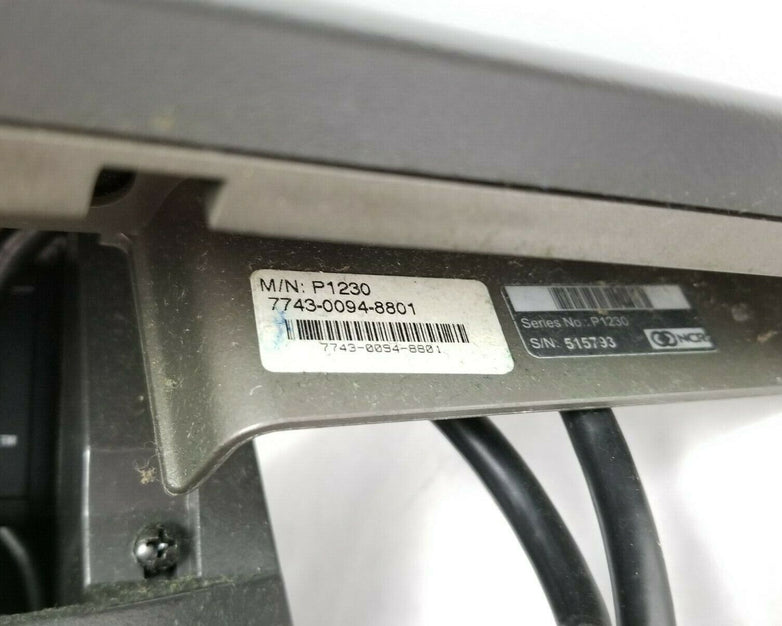 M/N: P1230
7743-0094-8801
7743-0094-8801
Series No.: P1230
S/N: 515793
NCR